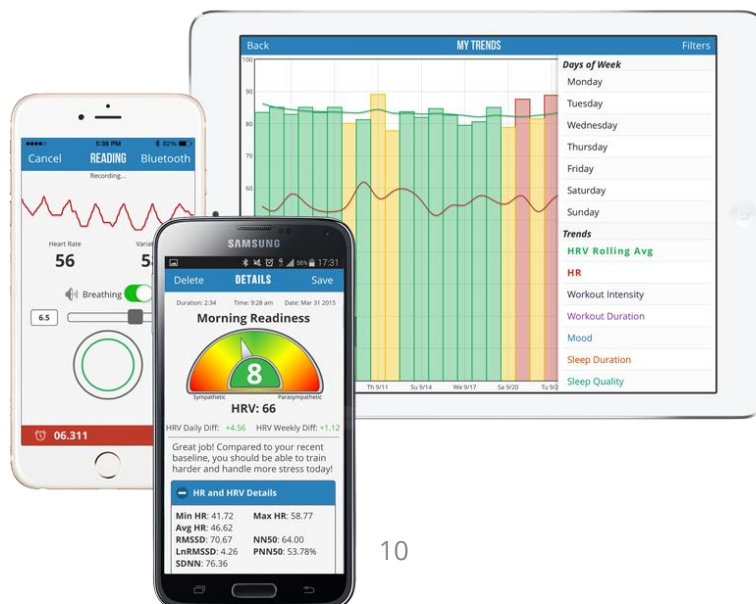 Back MY TRENDS Filters
100
90
80
70
60
Th 9/11 Su 9/14 We 9/17 Sa 9/20
Days of Week
Monday
Tuesday
Wednesday
Thursday
Friday
Saturday
Sunday
Trends
HRV Rolling Avg
HR
Workout Intensity
Workout Duration
Mood
Sleep Duration
Sleep Quality
5:38 PM 92%
Cancel READING Bluetooth
Recording...
Heart Rate
56
Breathing
6.5
06.311
SAMSUNG
56% 17:31
Delete DETAILS Save
Duration: 2:34 Time: 9:28 am Date: Mar 31 2015
Morning Readiness
8
Sympathetic Parasympathetic
HRV: 66
HRV Daily Diff: +4.56 HRV Weekly Diff: +1.12
Great job! Compared to your recent
baseline, you should be able to train
harder and handle more stress today!
HR and HRV Details
Min HR: 41.72 Max HR: 58.77
Avg HR: 46.62
RMSSD: 70.67 NN50: 64.00
LnRMSSD: 4.26 PNN50: 53.78%
SDNN: 76.36
10